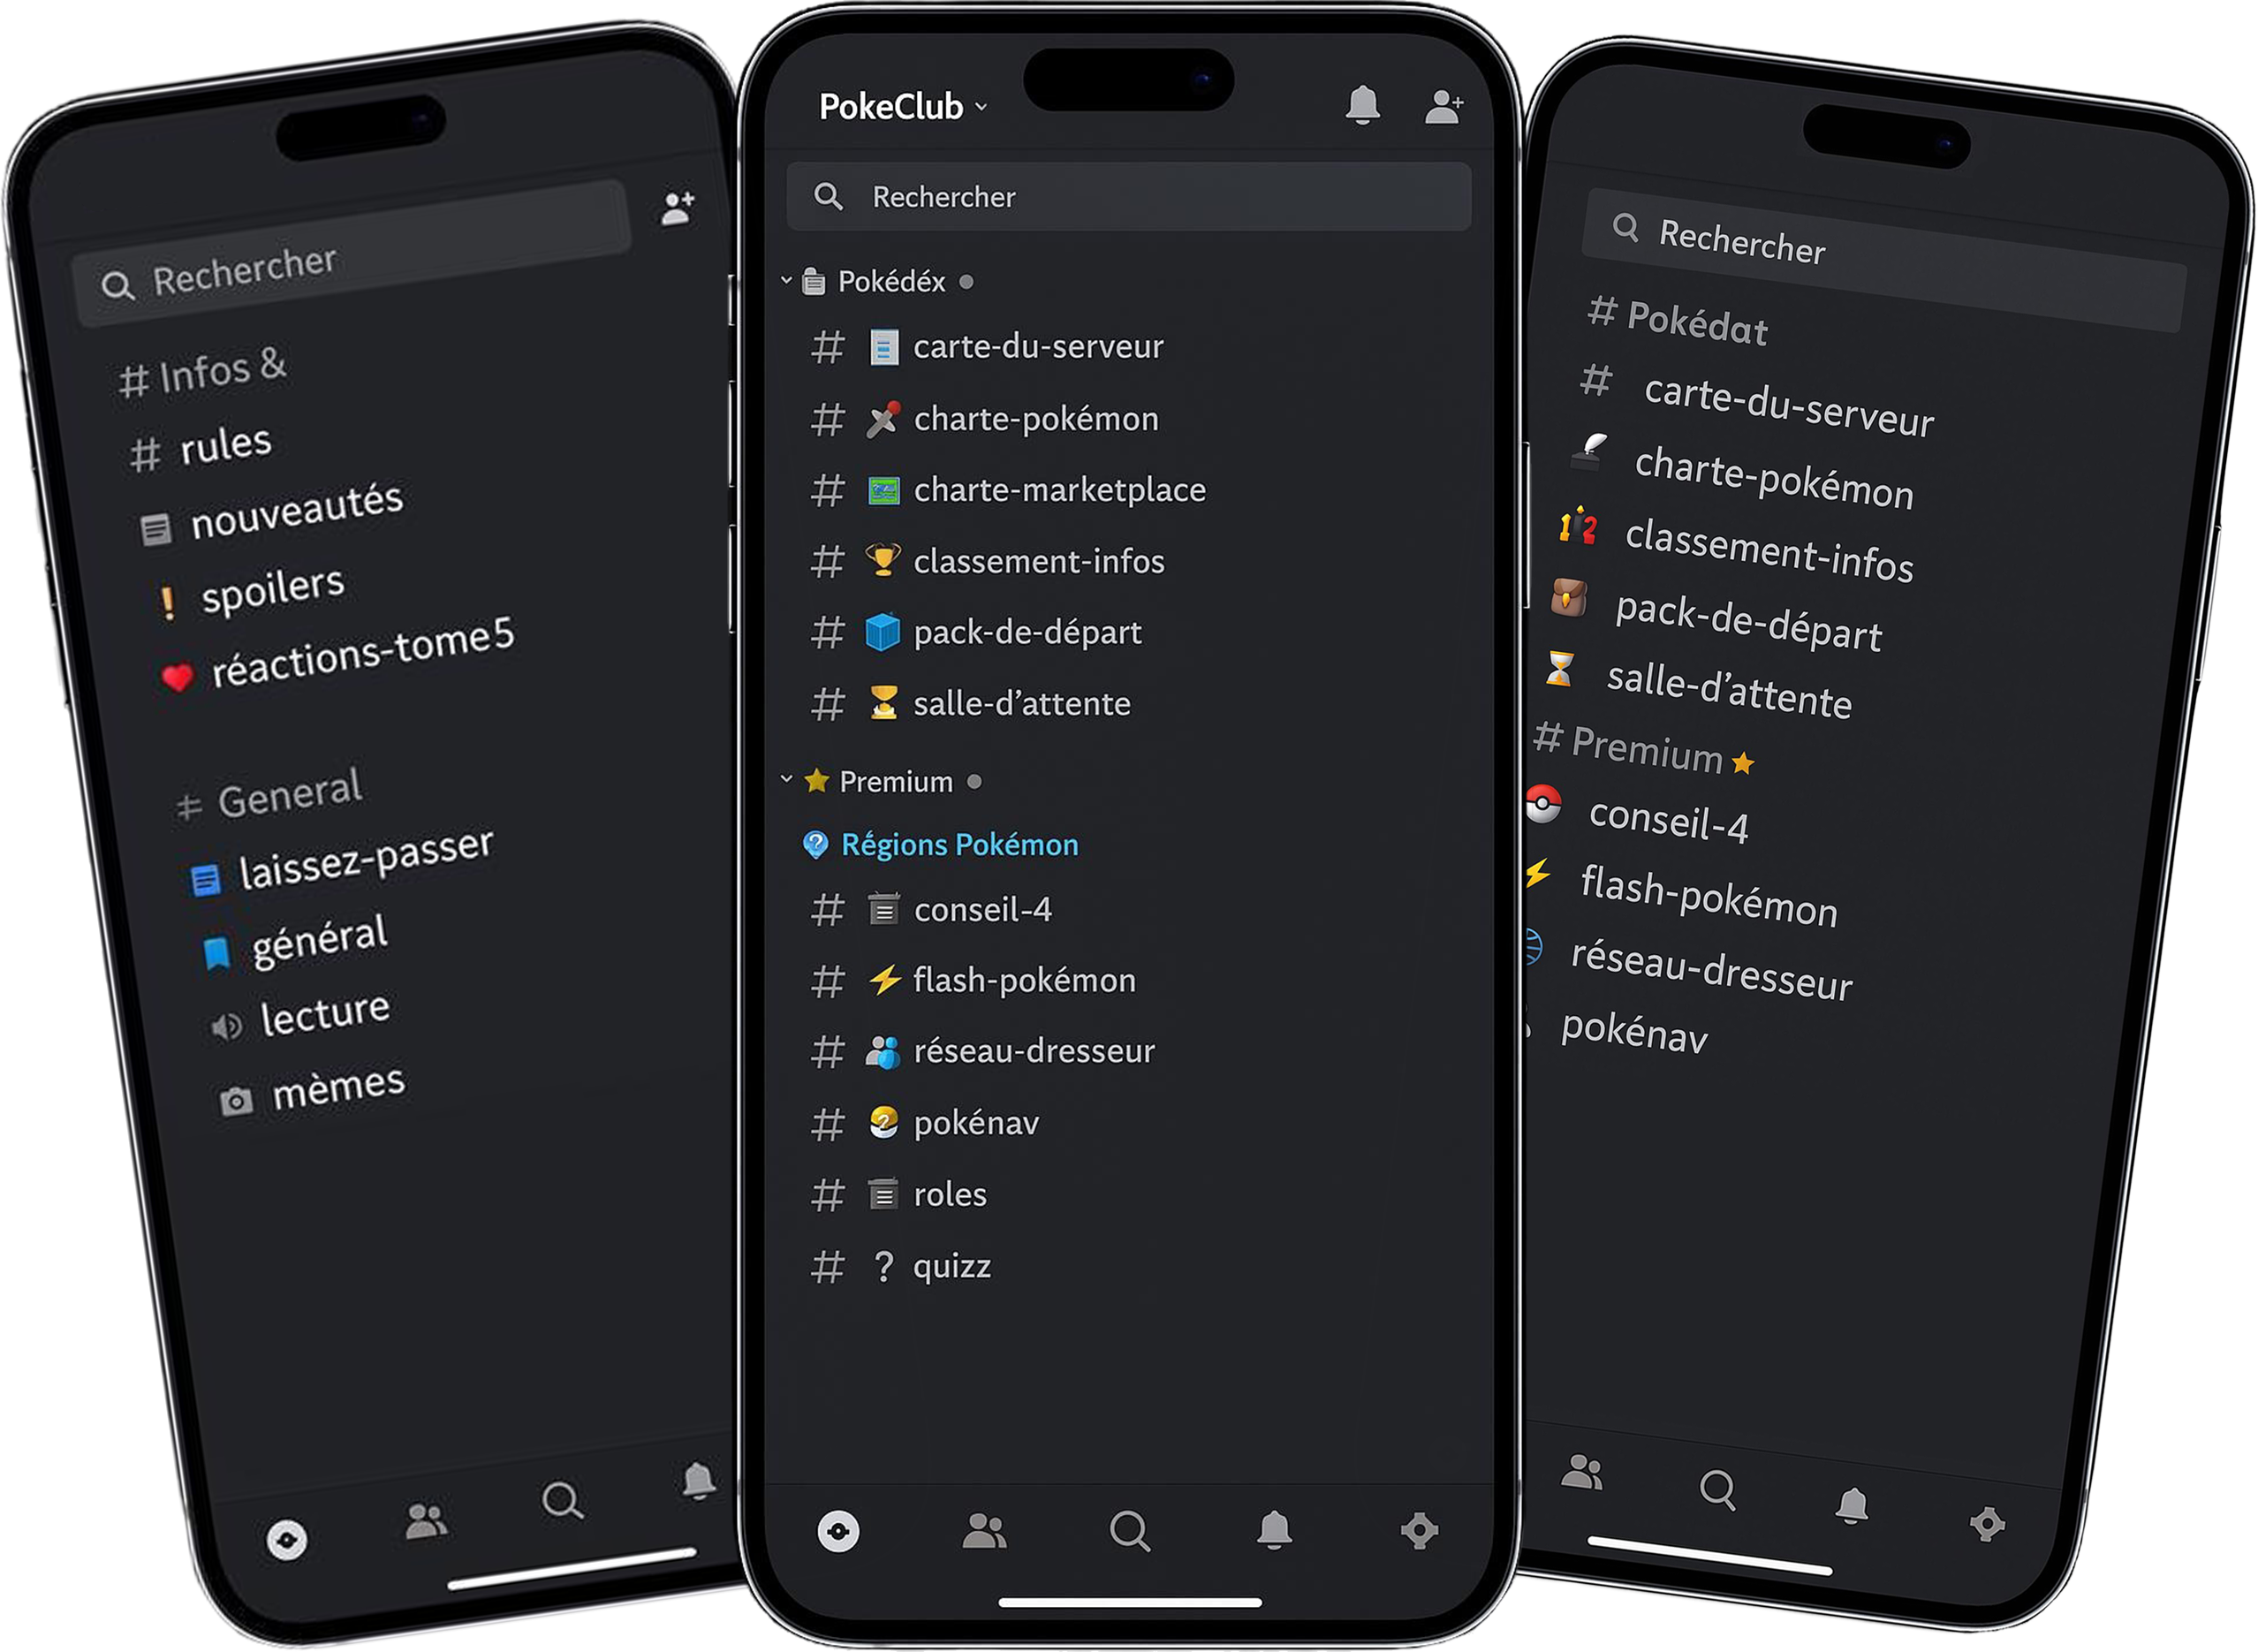 Rechercher
# Infos &
# rules
nouveautés
spoilers
réactions-tome5
# General
laissez-passer
général
lecture
mèmes
PokeClub
Rechercher
Pokédéx
# carte-du-serveur
# charte-pokémon
# charte-marketplace
# classement-infos
# pack-de-départ
# salle-d’attente
Premium
Régions Pokémon
# conseil-4
# flash-pokémon
# réseau-dresseur
# pokénav
# roles
# ? quizz
Rechercher
# Pokédat
# carte-du-serveur
charte-pokémon
classement-infos
pack-de-départ
salle-d’attente
# Premium
conseil-4
flash-pokémon
réseau-dresseur
pokénav